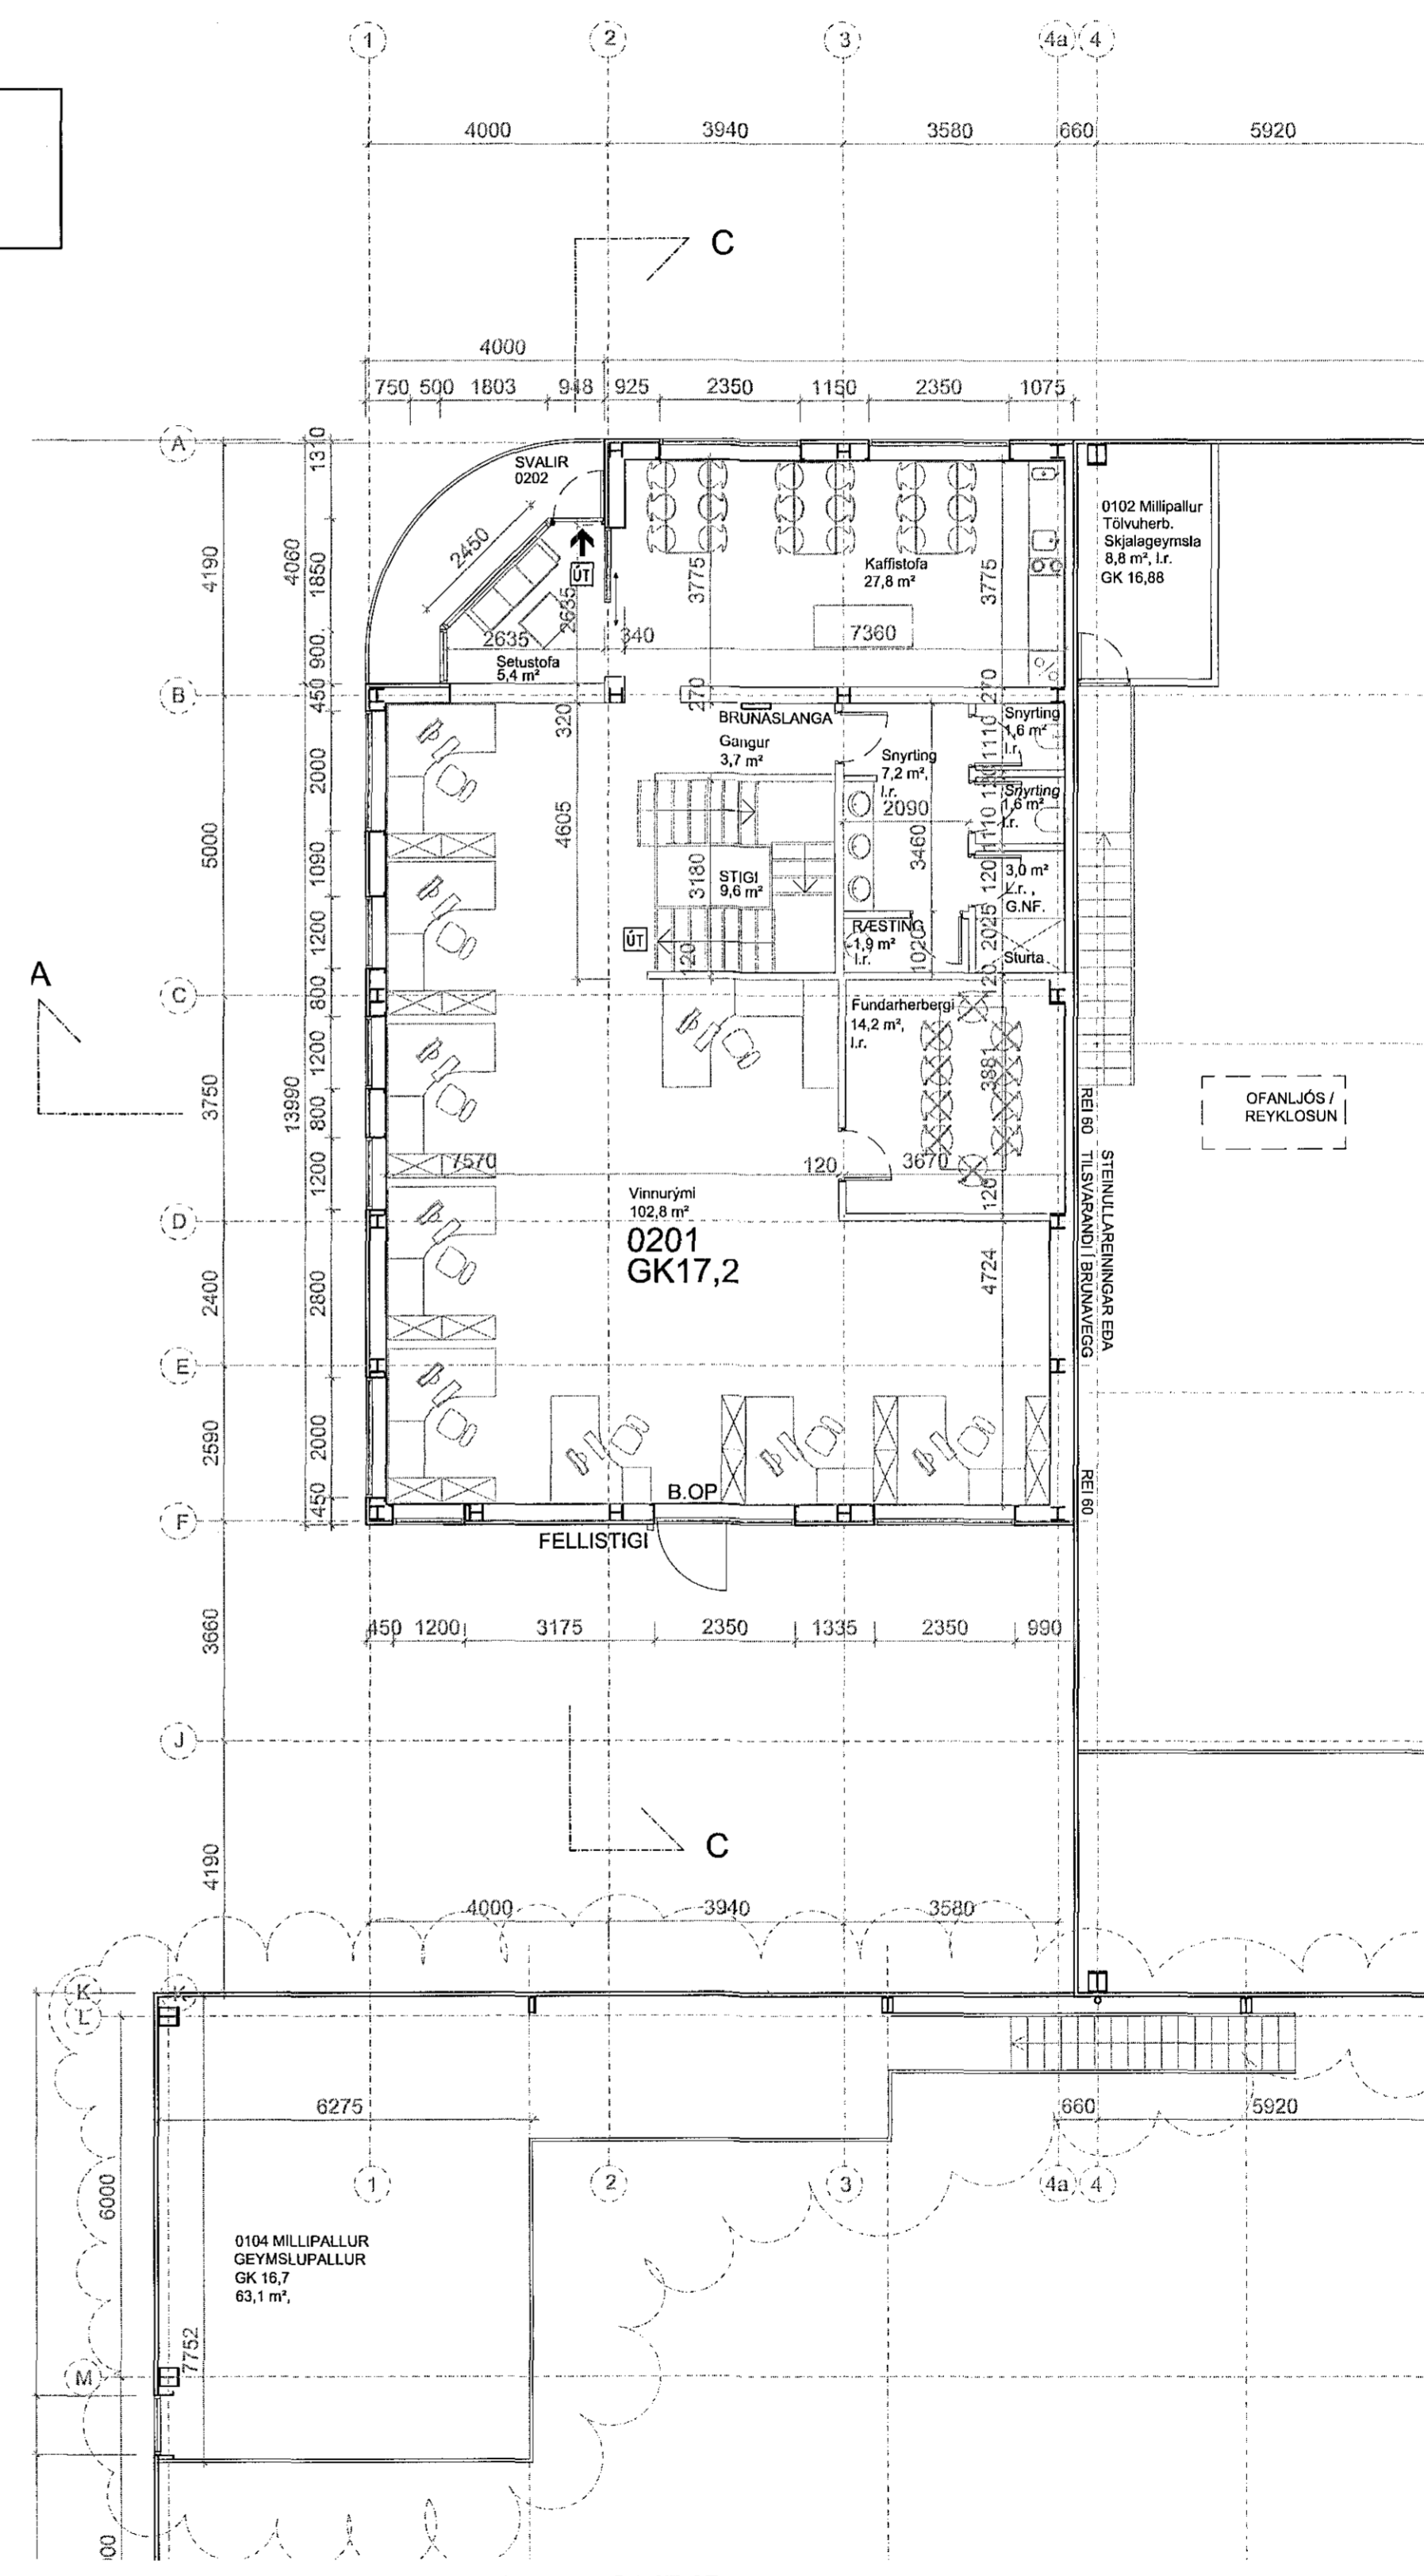 1 2 3 4a 4
4000 3940 3580 660 5920
C
4000
750 500 1803 948 925 2350 1150 2350 1075
A
1310
4190
4060
1850
900
SVALIR
0202
2450
ÚT
2635
2635
340
Setustofa
5,4 m²
3775
Kaffistofa
27,8 m²
3775
7360
0102 Millipallur
Tölvuherb.
Skjalageymsla
8,8 m², l.r.
GK 16,88
B
450
320
270
270
BRUNASLANGA
Gangur
3,7 m²
Snyrting
7,2 m²,
l.r.
2090
Snyrting
1,6 m²
l.r.
1110
Snyrting
1,6 m²
l.r.
1110
2000
5000
1090
4605
3180
STIGI
9,6 m²
3460
120
3,0 m²
L.r.,
G.NF.
1200
ÚT
120
RÆSTING
1,9 m²
l.r.
1020
2025
Sturta
120
A
C
800
Fundarherbergi
14,2 m²,
l.r.
3881
1200
3750
13990
800
OFANLJÓS /
REYKLOSUN
REI 60 TILSVARANDI Í BRUNAVEGG
STEINULLAREININGAR EÐA
1200
7570
120
3670
120
D
Vinnurými
102,8 m²
0201
GK17,2
2400
2800
4724
E
2590
2000
REI 60
450
B.OP
F
FELLISTIGI
3660
450 1200 3175 2350 1335 2350 990
J
C
4190
4000 3940 3580
K
K
L
6275
660 5920
1 2 3 4a 4
6000
0104 MILLIPALLUR
GEYMSLUPALLUR
GK 16,7
63,1 m²,
7752
M